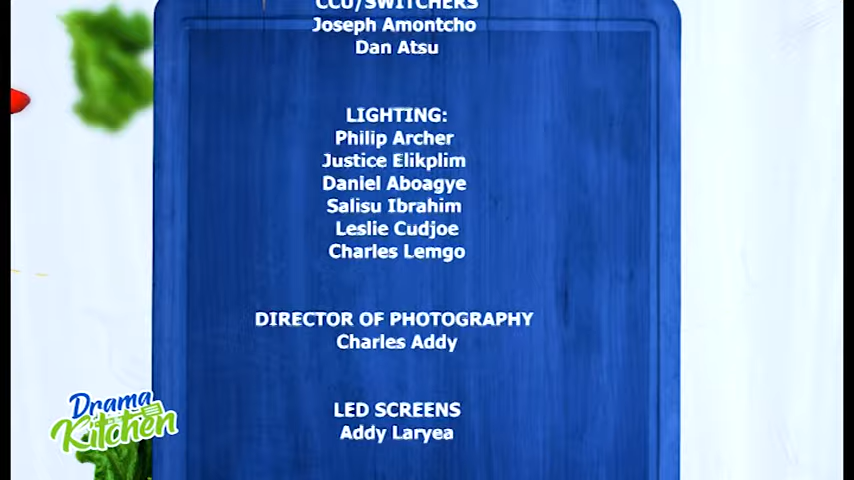 CCU/SWITCHERS
Joseph Amontcho
Dan Atsu
LIGHTING:
Philip Archer
Justice Elikplim
Daniel Aboagye
Salisu Ibrahim
Leslie Cudjoe
Charles Lemgo
DIRECTOR OF PHOTOGRAPHY
Charles Addy
LED SCREENS
Addy Laryea
Drama
Kitchen